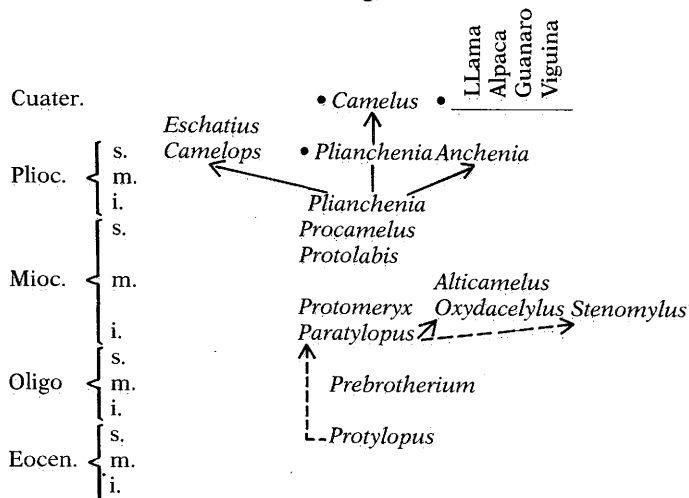 LLama
Alpaca
Guanaro
Viguina
Cuater. • Camelus •
Eschatius
s. Camelops • Plianchenia Anchenia
Plioc. m.
i. Plianchenia
s. Procamelus
Protolabis
Mioc. m. Alticamelus
Protomeryx Oxydacelylus Stenomylus
i. Paratylopus
s.
Oligo m. Prebrotherium
i.
s. Protylopus
Eocen. m.
i.